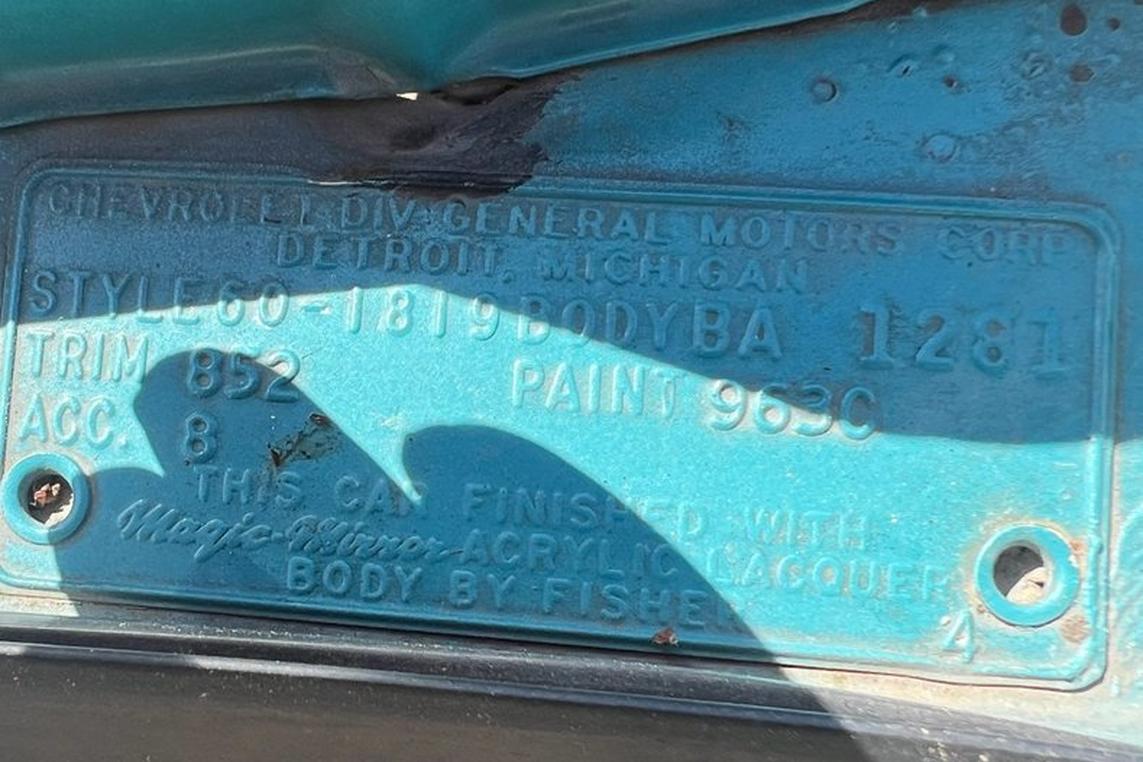 CHEVROLET DIV. GENERAL MOTORS CORP
DETROIT, MICHIGAN
STYLE 60-1819 BODY BA 1281
TRIM 852 PAINT 963C
ACC. 8
THIS CAR FINISHED WITH
Magic-Mirror ACRYLIC LACQUER
BODY BY FISHER
4